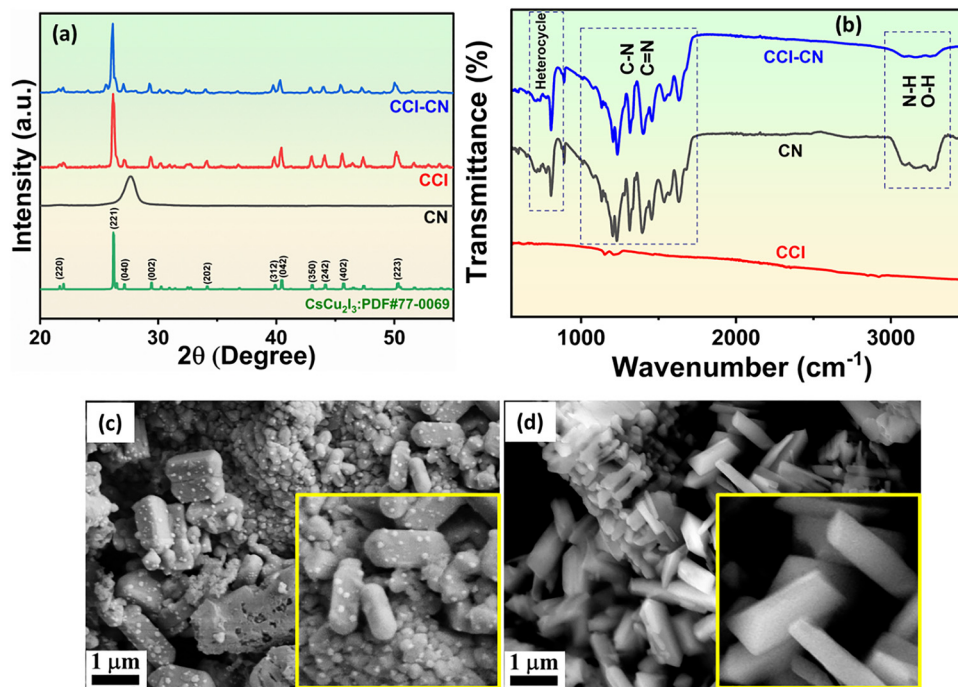 (a)
Intensity (a.u.)
CCI-CN
CCI
CN
(221)
(220)
(040)
(002)
(202)
(312)
(042)
(350)
(242)
(402)
(223)
CsCu₂I₃:PDF#77-0069
20 30 40 50
2θ (Degree)
(b)
Transmittance (%)
Heterocycle
C-N
C=N
N-H
O-H
CCI-CN
CN
CCI
1000 2000 3000
Wavenumber (cm⁻¹)
(c)
1 μm
(d)
1 μm